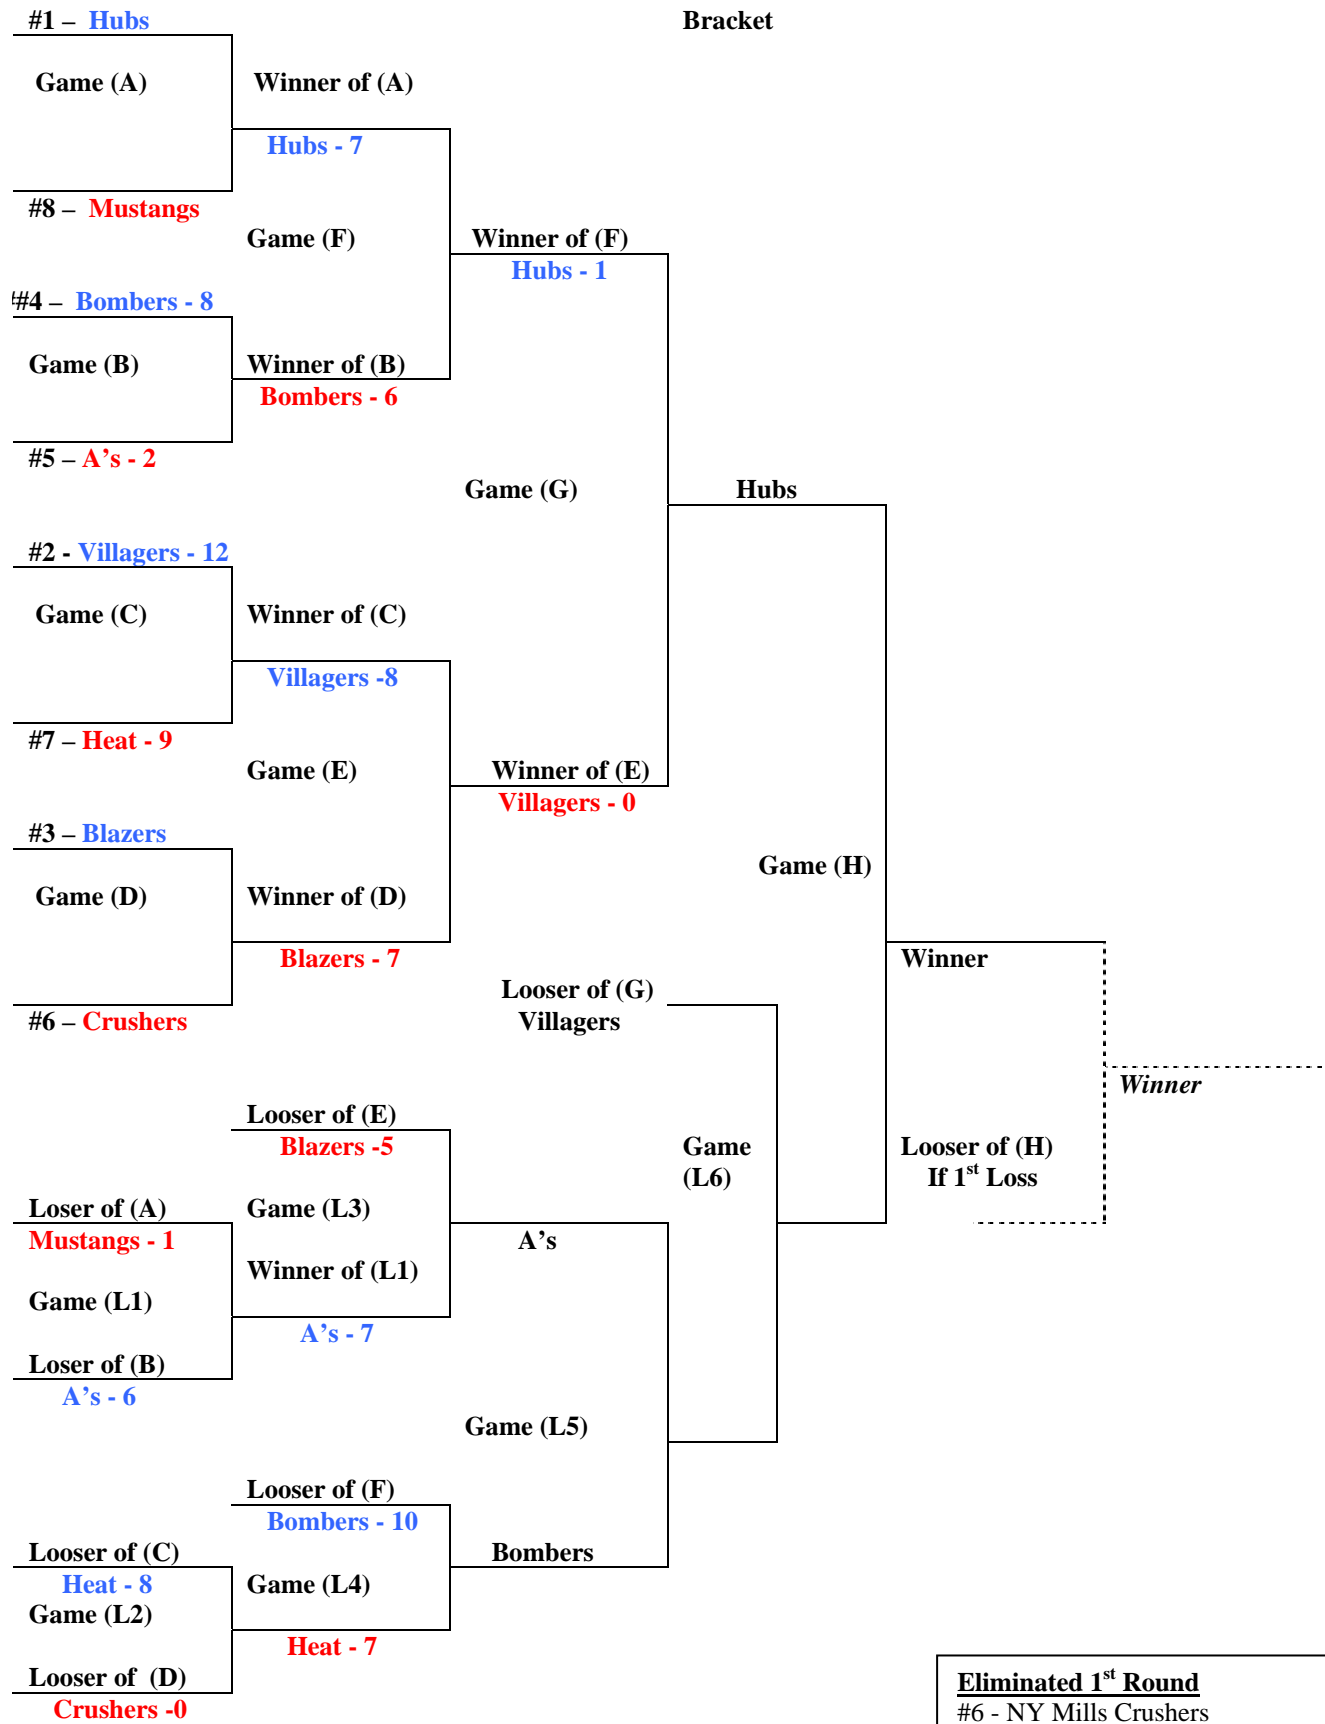 #1 – Hubs
Bracket
Game (A)
Winner of (A)
Hubs - 7
#8 – Mustangs
Game (F)
Winner of (F)
Hubs - 1
##4 – Bombers - 8
Game (B)
Winner of (B)
Bombers - 6
#5 – A's - 2
Game (G)
Hubs
#2 - Villagers - 12
Game (C)
Winner of (C)
Villagers -8
#7 – Heat - 9
Game (E)
Winner of (E)
Villagers - 0
#3 – Blazers
Game (H)
Game (D)
Winner of (D)
Blazers - 7
Winner
Looser of (G)
Villagers
#6 – Crushers
Winner
Looser of (E)
Blazers -5
Game
(L6)
Looser of (H)
If 1st Loss
Loser of (A)
Mustangs - 1
Game (L3)
A's
Winner of (L1)
Game (L1)
A's - 7
Loser of (B)
A's - 6
Game (L5)
Looser of (F)
Bombers - 10
Looser of (C)
Heat - 8
Bombers
Game (L4)
Game (L2)
Heat - 7
Looser of (D)
Crushers -0
Eliminated 1st Round
#6 - NY Mills Crushers